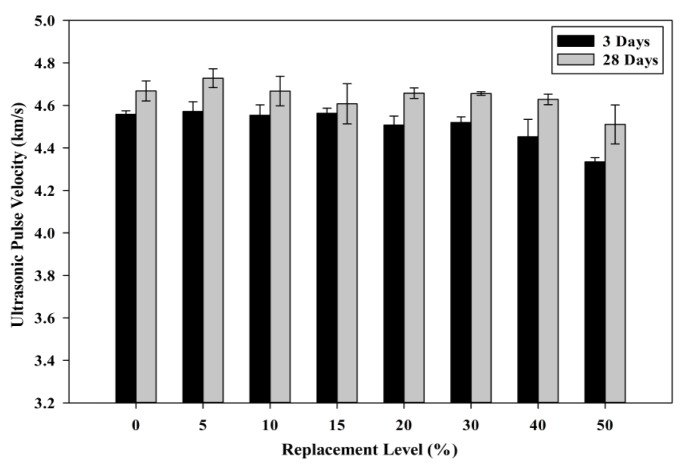 5.0
4.8
4.6
4.4
4.2
4.0
3.8
3.6
3.4
3.2
Ultrasonic Pulse Velocity (km/s)
3 Days
28 Days
0 5 10 15 20 30 40 50
Replacement Level (%)